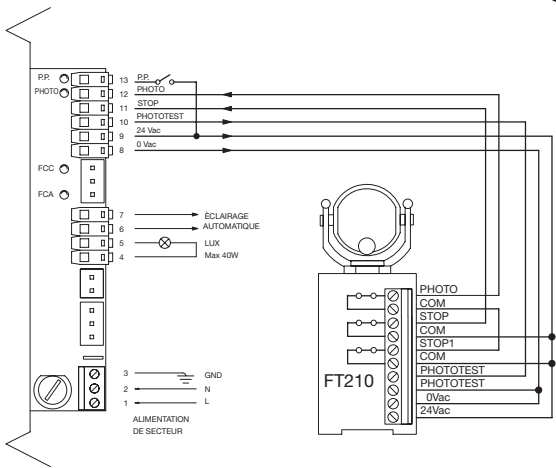 P.P.
13 P.P.
PHOTO
12 PHOTO
11 STOP
10 PHOTOTEST
9 24 Vac
8 0 Vac
FCC
FCA
7 ÉCLAIRAGE
6 AUTOMATIQUE
5 LUX
4 Max 40W
3 GND
2 N
1 L
ALIMENTATION
DE SECTEUR
FT210
PHOTO
COM
STOP
COM
STOP1
COM
PHOTOTEST
PHOTOTEST
0Vac
24Vac